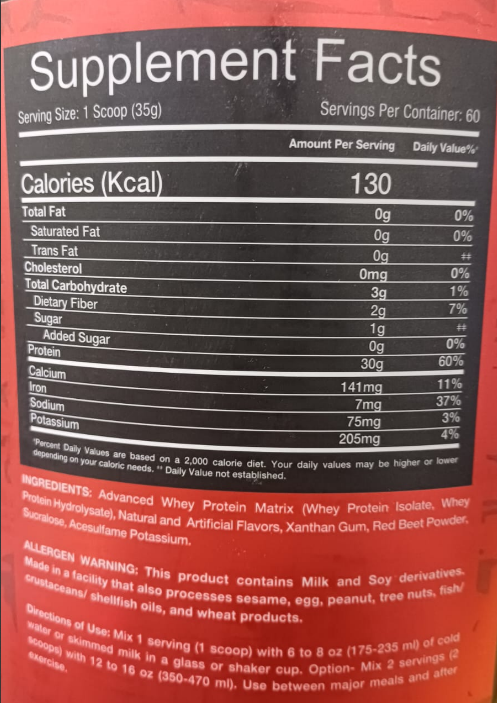 Supplement Facts
Serving Size: 1 Scoop (35g) Servings Per Container: 60
Amount Per Serving Daily Value%*
Calories (Kcal) 130
Total Fat 0g 0%
Saturated Fat 0g 0%
Trans Fat 0g ‡‡
Cholesterol 0mg 0%
Total Carbohydrate 3g 1%
Dietary Fiber 2g 7%
Sugar 1g ‡‡
Added Sugar 0g 0%
Protein 30g 60%
Calcium 141mg 11%
Iron 7mg 37%
Sodium 75mg 3%
Potassium 205mg 4%
*Percent Daily Values are based on a 2,000 calorie diet. Your daily values may be higher or lower
depending on your caloric needs. ‡‡ Daily Value not established.
INGREDIENTS: Advanced Whey Protein Matrix (Whey Protein Isolate, Whey
Protein Hydrolysate), Natural and Artificial Flavors, Xanthan Gum, Red Beet Powder,
Sucralose, Acesulfame Potassium.
ALLERGEN WARNING: This product contains Milk and Soy derivatives.
Made in a facility that also processes sesame, egg, peanut, tree nuts, fish/
crustaceans/ shellfish oils, and wheat products.
Directions of Use: Mix 1 serving (1 scoop) with 6 to 8 oz (175-235 ml) of cold
water or skimmed milk in a glass or shaker cup. Option- Mix 2 servings (2
scoops) with 12 to 16 oz (350-470 ml). Use between major meals and after
exercise.